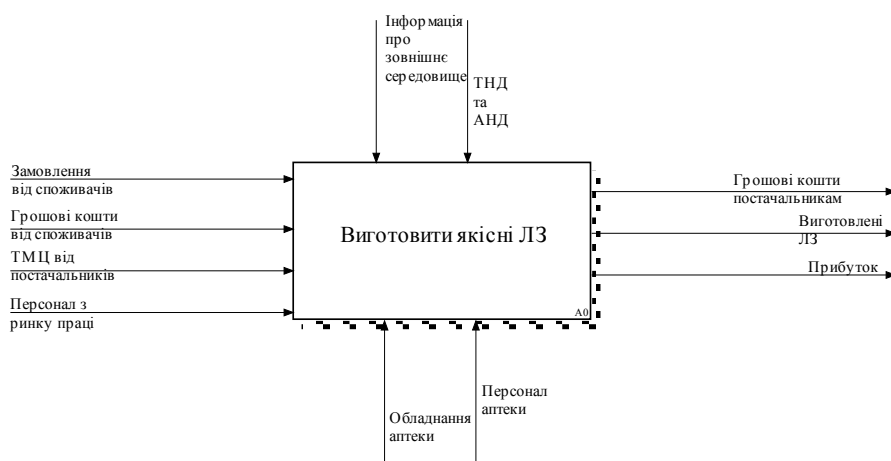 Інформація
про
зовнішнє
середовище
ТНД
та
АНД
Замовлення
від споживачів
Грошові кошти
від споживачів
ТМЦ від
постачальників
Персонал з
ринку праці
Виготовити якісні ЛЗ
А0
Грошові кошти
постачальникам
Виготовлені
ЛЗ
Прибуток
Обладнання
аптеки
Персонал
аптеки